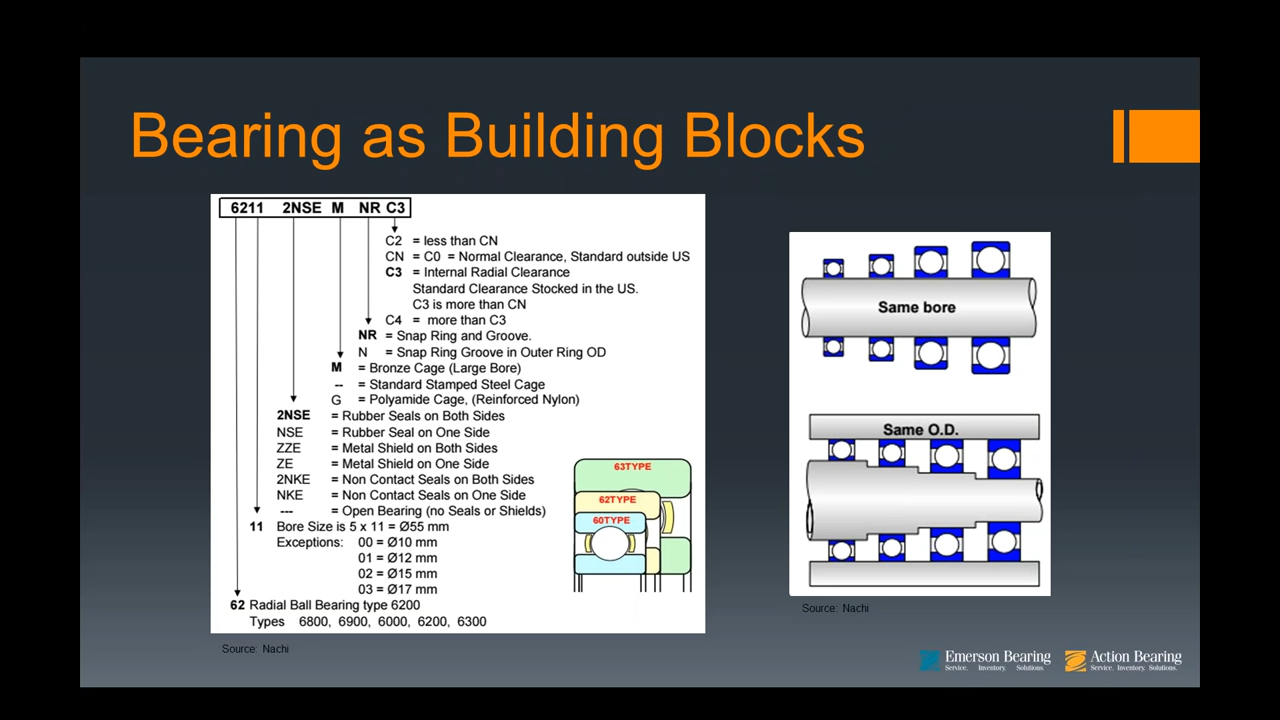 Bearing as Building Blocks
6211 2NSE M NR C3
C2 = less than CN
CN = C0 = Normal Clearance, Standard outside US
C3 = Internal Radial Clearance
Standard Clearance Stocked in the US.
C3 is more than CN
C4 = more than C3
NR = Snap Ring and Groove.
N = Snap Ring Groove in Outer Ring OD
M = Bronze Cage (Large Bore)
-- = Standard Stamped Steel Cage
G = Polyamide Cage, (Reinforced Nylon)
2NSE = Rubber Seals on Both Sides
NSE = Rubber Seal on One Side
ZZE = Metal Shield on Both Sides
ZE = Metal Shield on One Side
2NKE = Non Contact Seals on Both Sides
NKE = Non Contact Seals on One Side
--- = Open Bearing (no Seals or Shields)
11 Bore Size is 5 x 11 = Ø55 mm
Exceptions: 00 = Ø10 mm
01 = Ø12 mm
02 = Ø15 mm
03 = Ø17 mm
62 Radial Ball Bearing type 6200
Types 6800, 6900, 6000, 6200, 6300
63TYPE
62TYPE
60TYPE
Source: Nachi
Same bore
Same O.D.
Source: Nachi
Emerson Bearing
Service. Inventory. Solutions.
Action Bearing
Service. Inventory. Solutions.